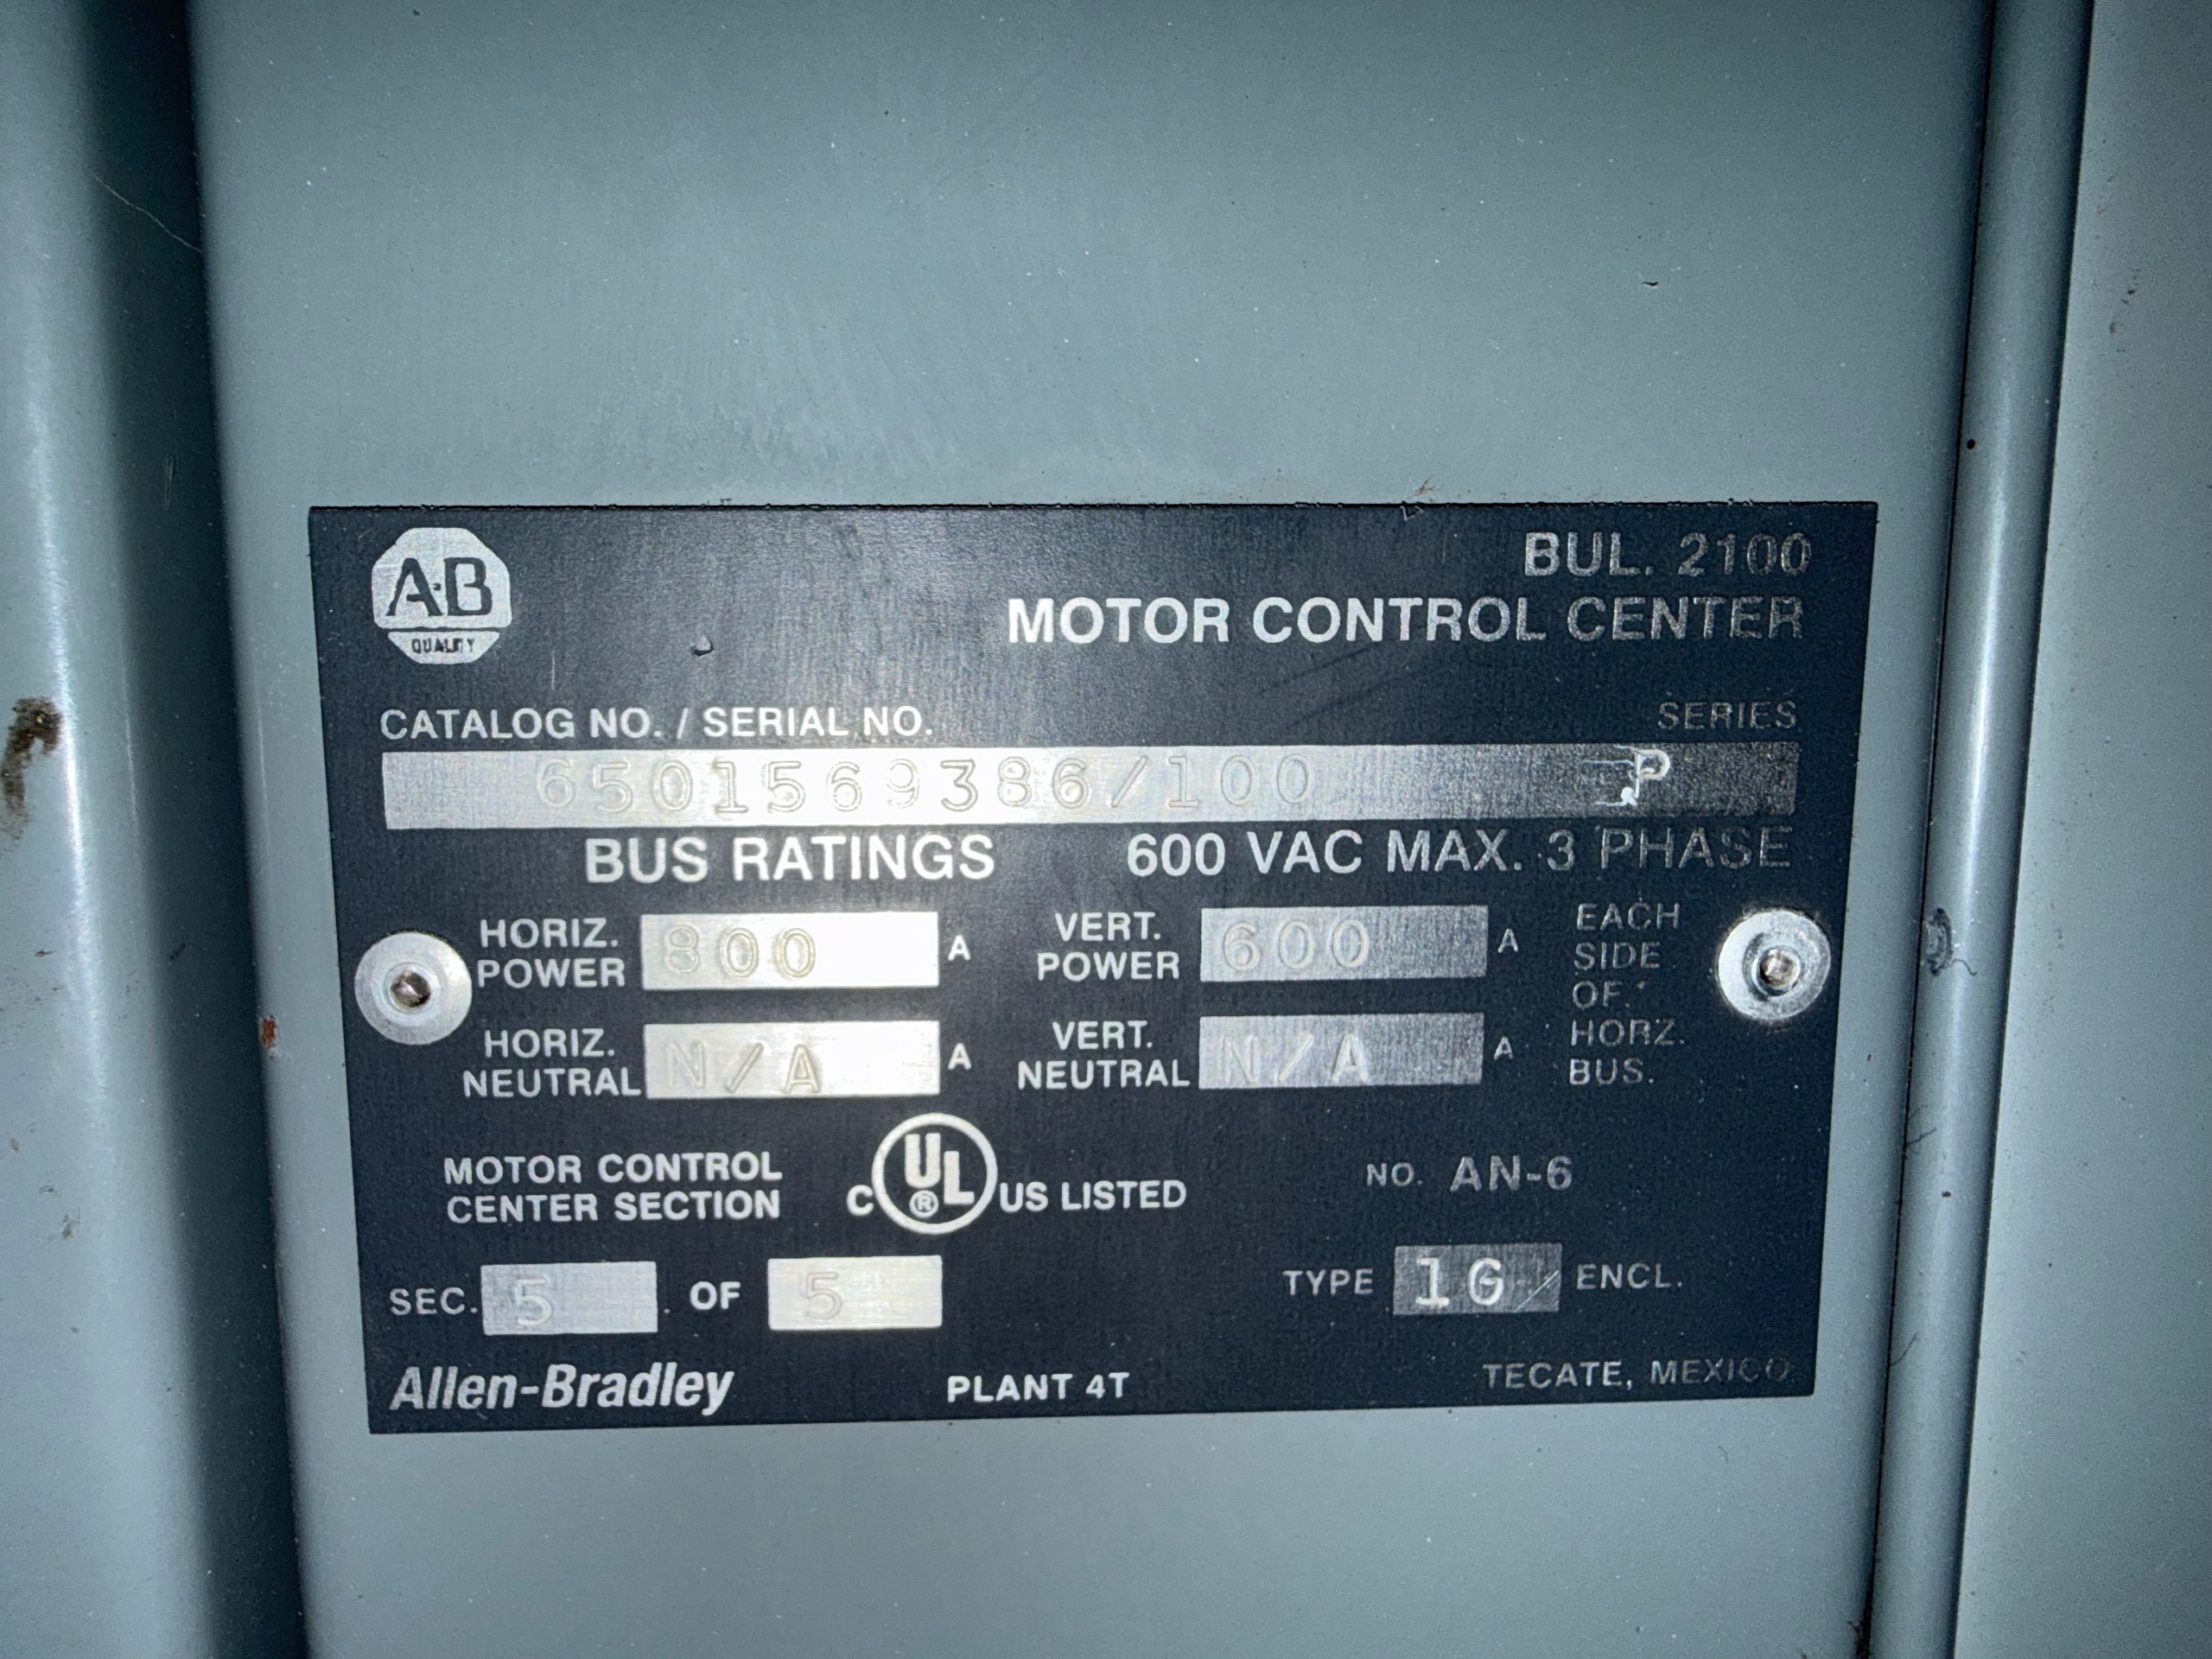 A·B
QUALITY
BUL. 2100
MOTOR CONTROL CENTER
CATALOG NO. / SERIAL NO. SERIES
6501569386/100 P
BUS RATINGS 600 VAC MAX. 3 PHASE
HORIZ. POWER 800 A VERT. POWER 600 A EACH SIDE OF HORZ. BUS.
HORIZ. NEUTRAL N/A A VERT. NEUTRAL N/A A
MOTOR CONTROL CENTER SECTION
C UL® US LISTED
NO. AN-6
SEC. 5 OF 5 TYPE 1G ENCL.
Allen-Bradley PLANT 4T TECATE, MEXICO